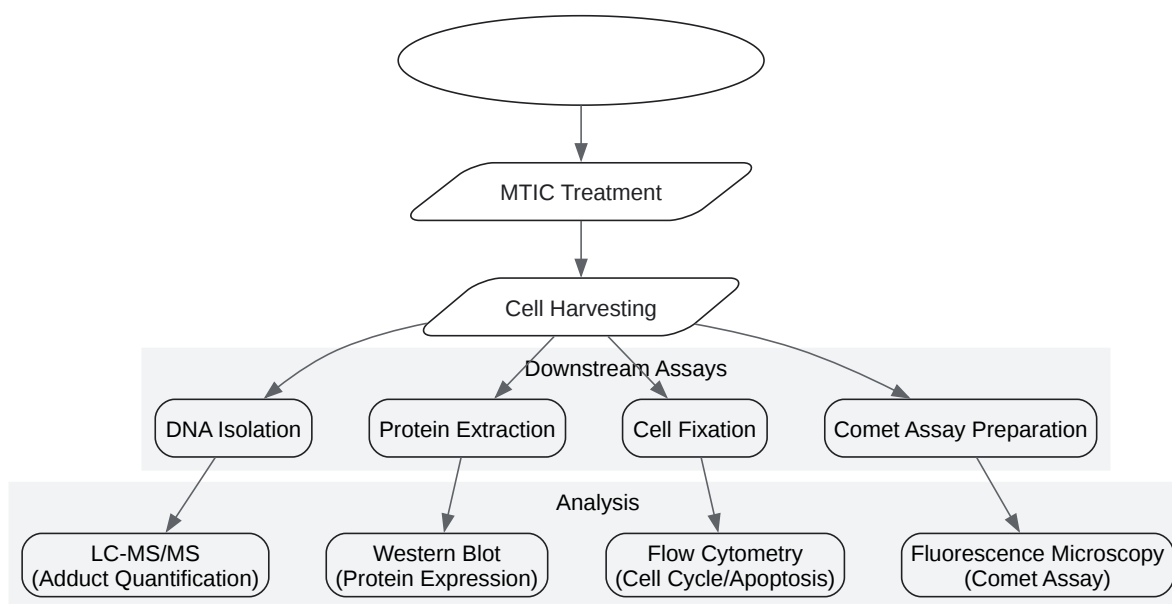 MTIC Treatment
Cell Harvesting
Downstream Assays
DNA Isolation
Protein Extraction
Cell Fixation
Comet Assay Preparation
Analysis
LC-MS/MS
(Adduct Quantification)
Western Blot
(Protein Expression)
Flow Cytometry
(Cell Cycle/Apoptosis)
Fluorescence Microscopy
(Comet Assay)